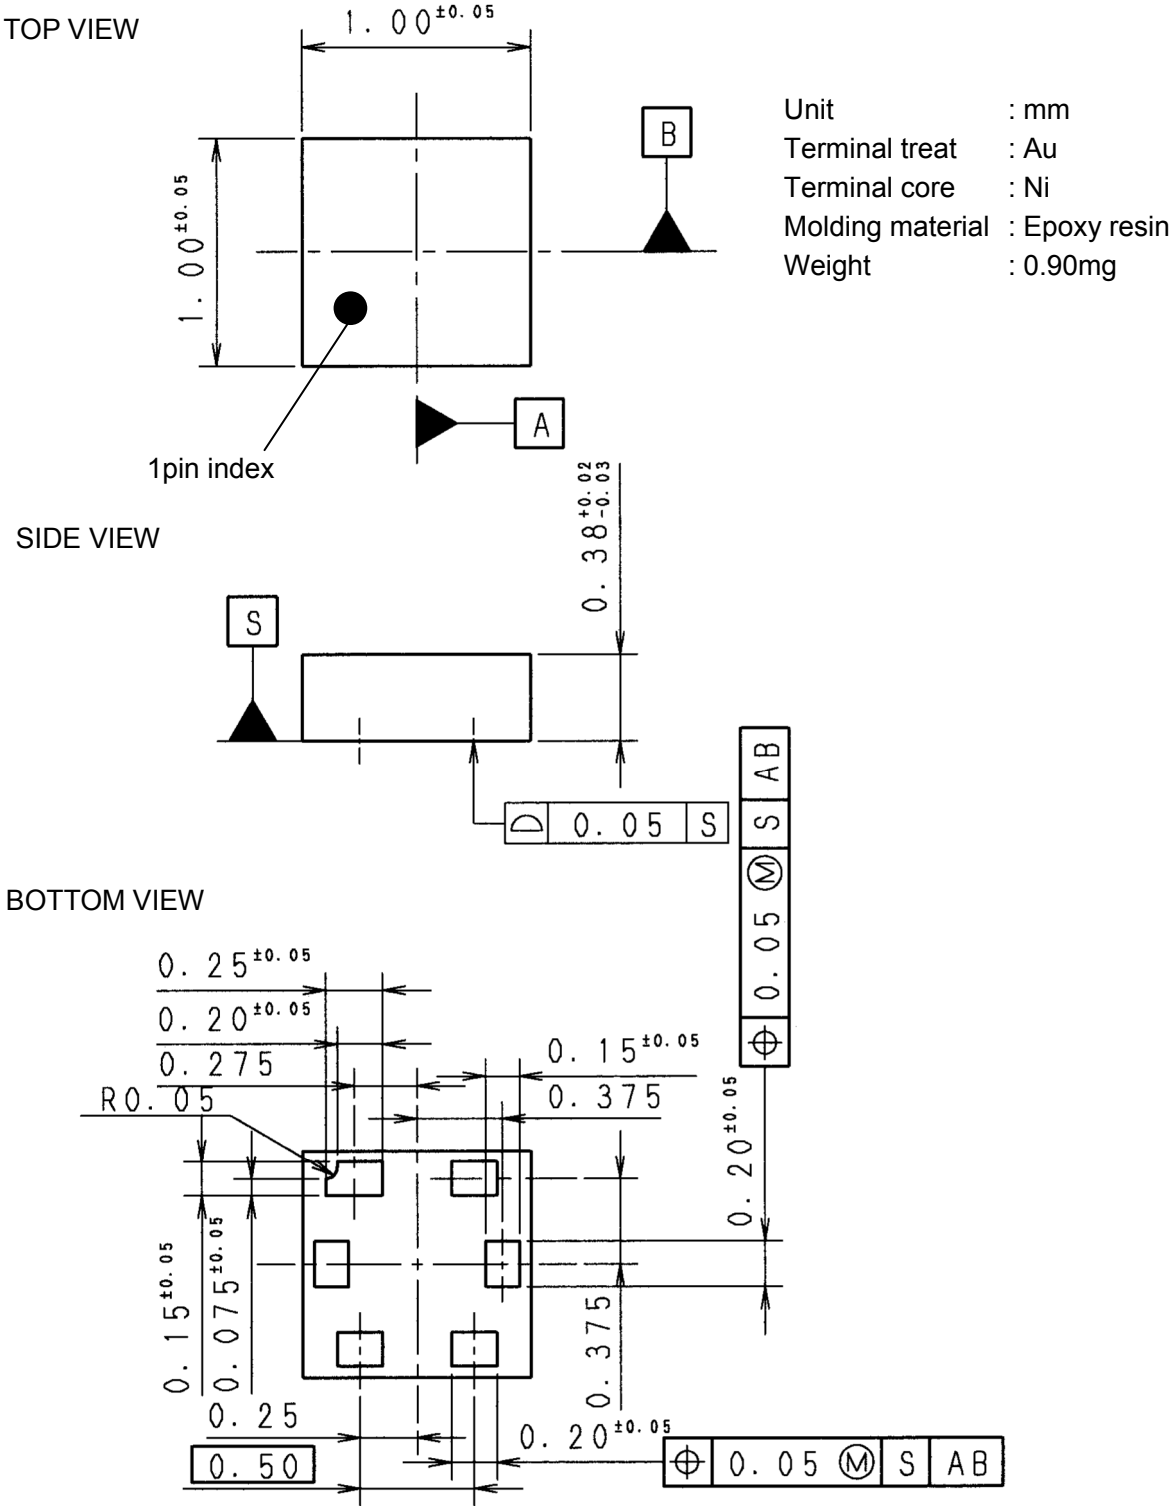 TOP VIEW
1.00±0.05
B
Unit : mm
Terminal treat : Au
Terminal core : Ni
Molding material : Epoxy resin
Weight : 0.90mg
1.00±0.05
A
1pin index
0.38+0.02-0.03
SIDE VIEW
S
⌓ 0.05 S
⌖ 0.05 Ⓜ S AB
BOTTOM VIEW
0.25±0.05
0.20±0.05
0.275
R0.05
0.15±0.05
0.375
0.20±0.05
0.15±0.05
0.075±0.05
0.375
0.25
0.50
0.20±0.05
⌖ 0.05 Ⓜ S AB